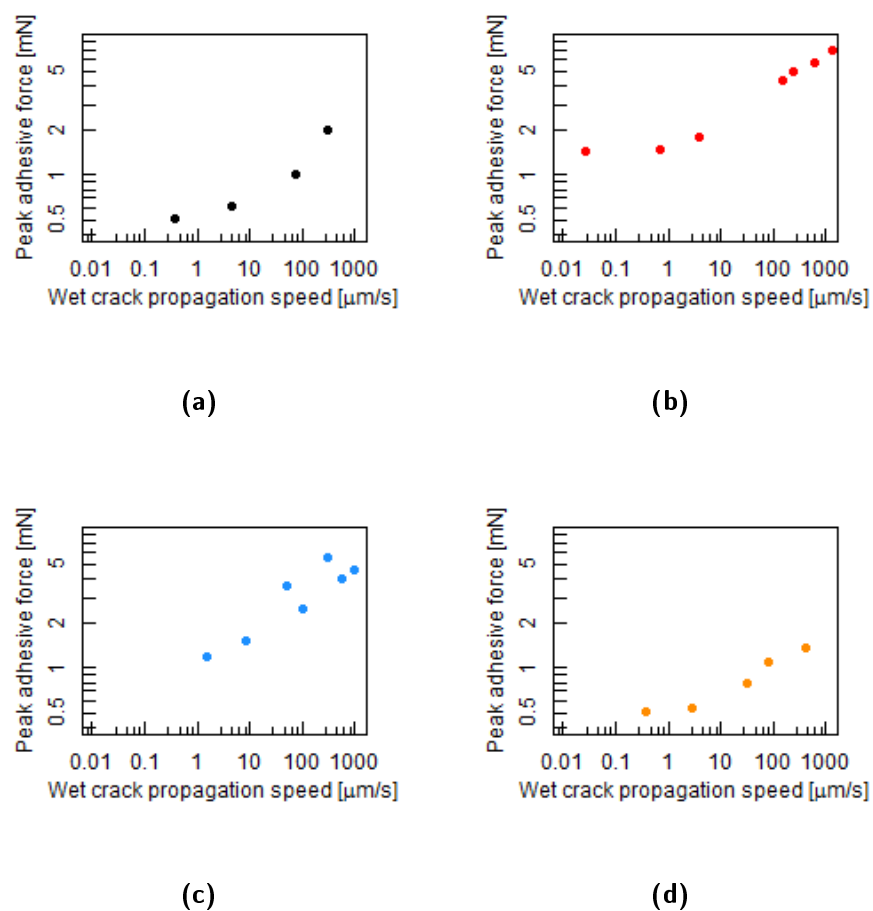 Peak adhesive force [mN]
5
2
1
0.5
0.01 0.1 1 10 100 1000
Wet crack propagation speed [μm/s]
(a)
Peak adhesive force [mN]
5
2
1
0.5
0.01 0.1 1 10 100 1000
Wet crack propagation speed [μm/s]
(b)
Peak adhesive force [mN]
5
2
1
0.5
0.01 0.1 1 10 100 1000
Wet crack propagation speed [μm/s]
(c)
Peak adhesive force [mN]
5
2
1
0.5
0.01 0.1 1 10 100 1000
Wet crack propagation speed [μm/s]
(d)